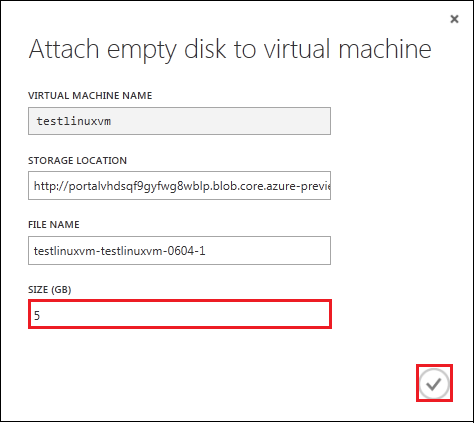 Attach empty disk to virtual machine
VIRTUAL MACHINE NAME
testlinuxvm
STORAGE LOCATION
http://portalvhdsqf9gyfwg8wblp.blob.core.azure-previe
FILE NAME
testlinuxvm-testlinuxvm-0604-1
SIZE (GB)
5